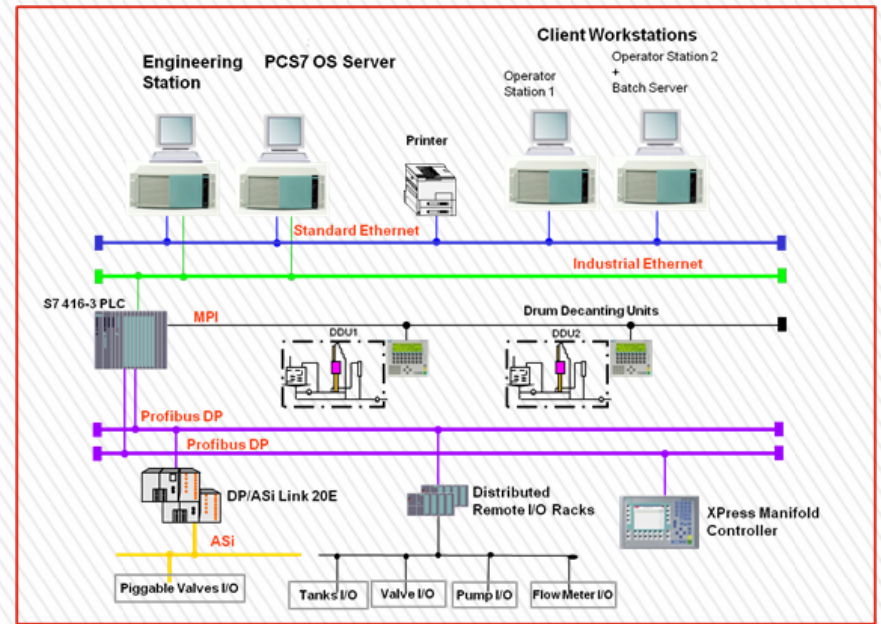 Client Workstations
Engineering
Station
PCS7 OS Server
Operator
Station 1
Operator Station 2
+
Batch Server
Printer
Standard Ethernet
Industrial Ethernet
S7 416-3 PLC
MPI
Drum Decanting Units
DDU1
DDU2
Profibus DP
Profibus DP
DP/ASi Link 20E
Distributed
Remote I/O Racks
XPress Manifold
Controller
ASi
Piggable Valves I/O
Tanks I/O
Valve I/O
Pump I/O
Flow Meter I/O